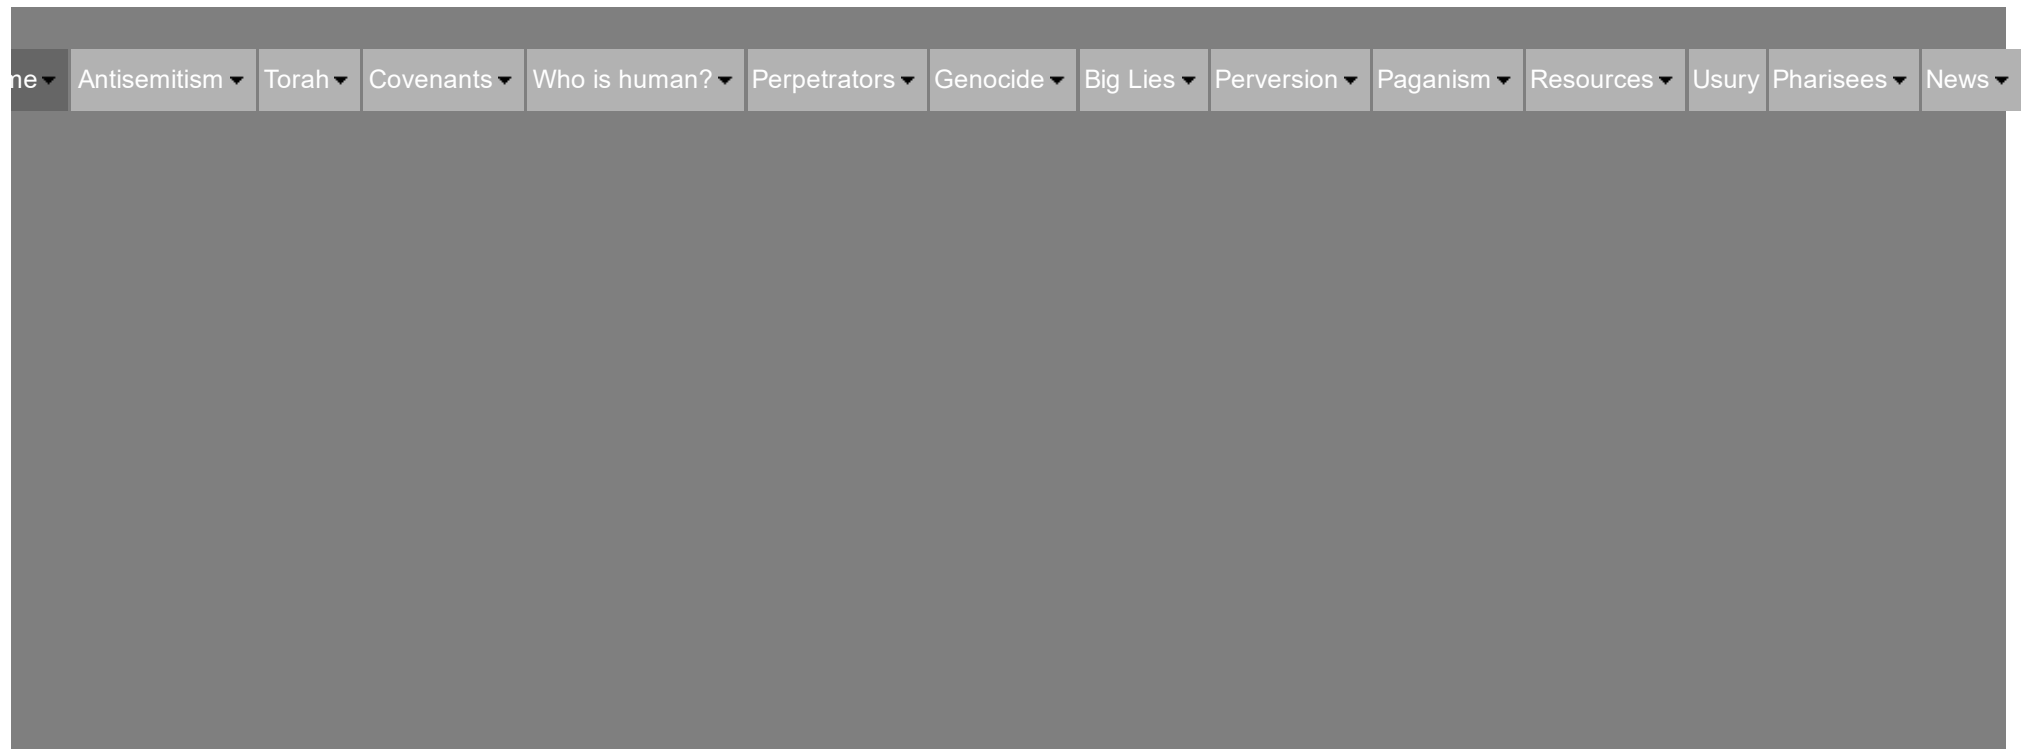 me Antisemitism Torah Covenants Who is human? Perpetrators Genocide Big Lies Perversion Paganism Resources Usury Pharisees News